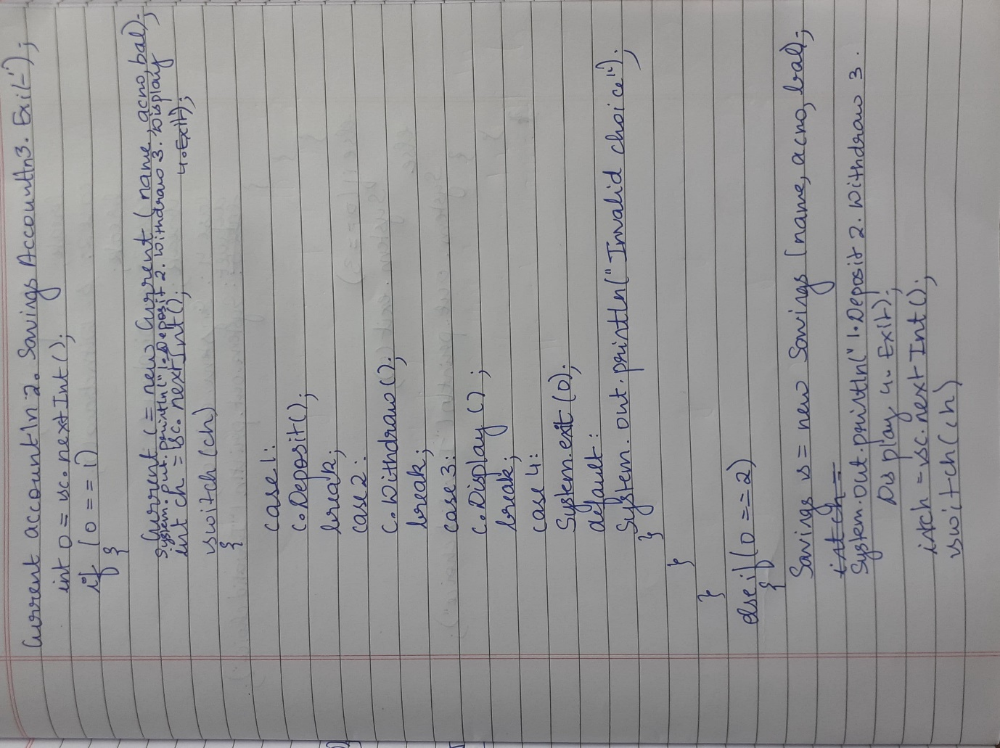 Current account\n 2. Savings Account\n3. Exit");
int o = sc.nextInt();
if (o == 1)
{
Current c = new Current (name, acno, bal);
System.out.println("1. Deposit 2. Withdraw 3. Display
4. Exit);
int ch = sc.nextInt();
switch (ch)
{
case 1:
c.Deposit();
break;
case 2:
c.Withdraw();
break;
case 3:
c.Display();
break;
case 4:
System.exit(0);
default:
System.out.println("Invalid choice");
}
}
}
else if (o == 2)
{
Savings s = new Savings (name, acno, bal);
int ch =
System.out.println("1. Deposit 2. Withdraw 3.
Display 4. Exit);
int ch = sc.nextInt();
switch (ch)